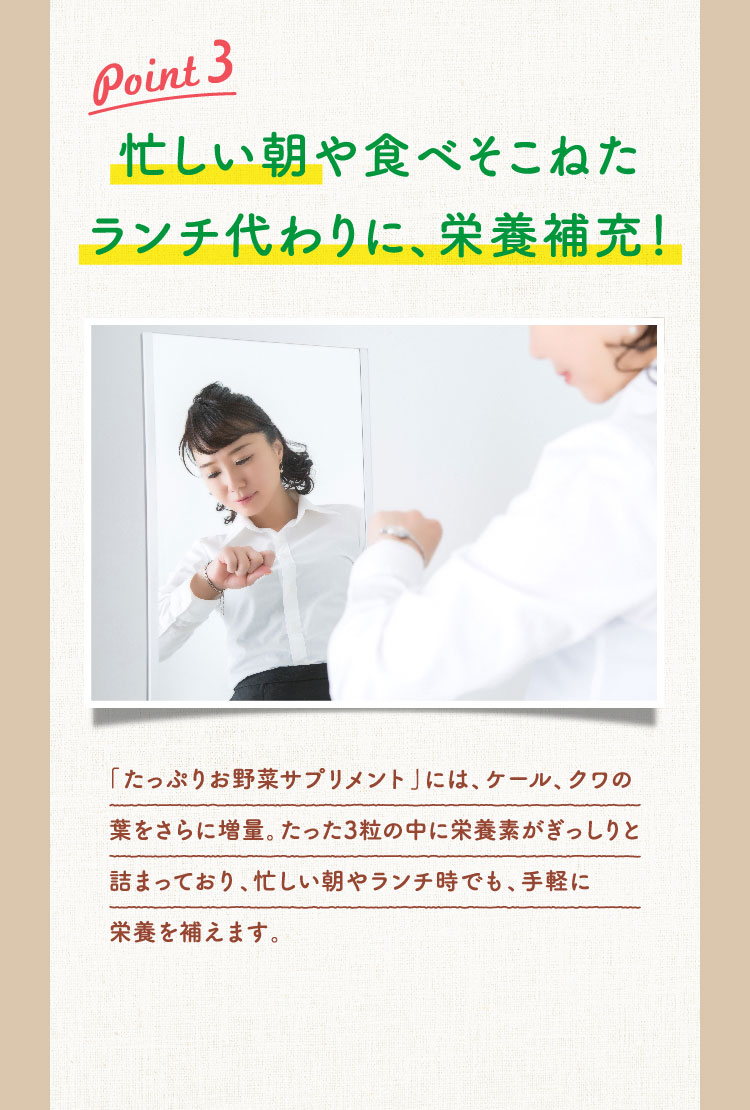 Point 3
忙しい朝や食べそこねた
ランチ代わりに、栄養補充！
「たっぷりお野菜サプリメント」には、ケール、クワの
葉をさらに増量。たった3粒の中に栄養素がぎっしりと
詰まっており、忙しい朝やランチ時でも、手軽に
栄養を補えます。